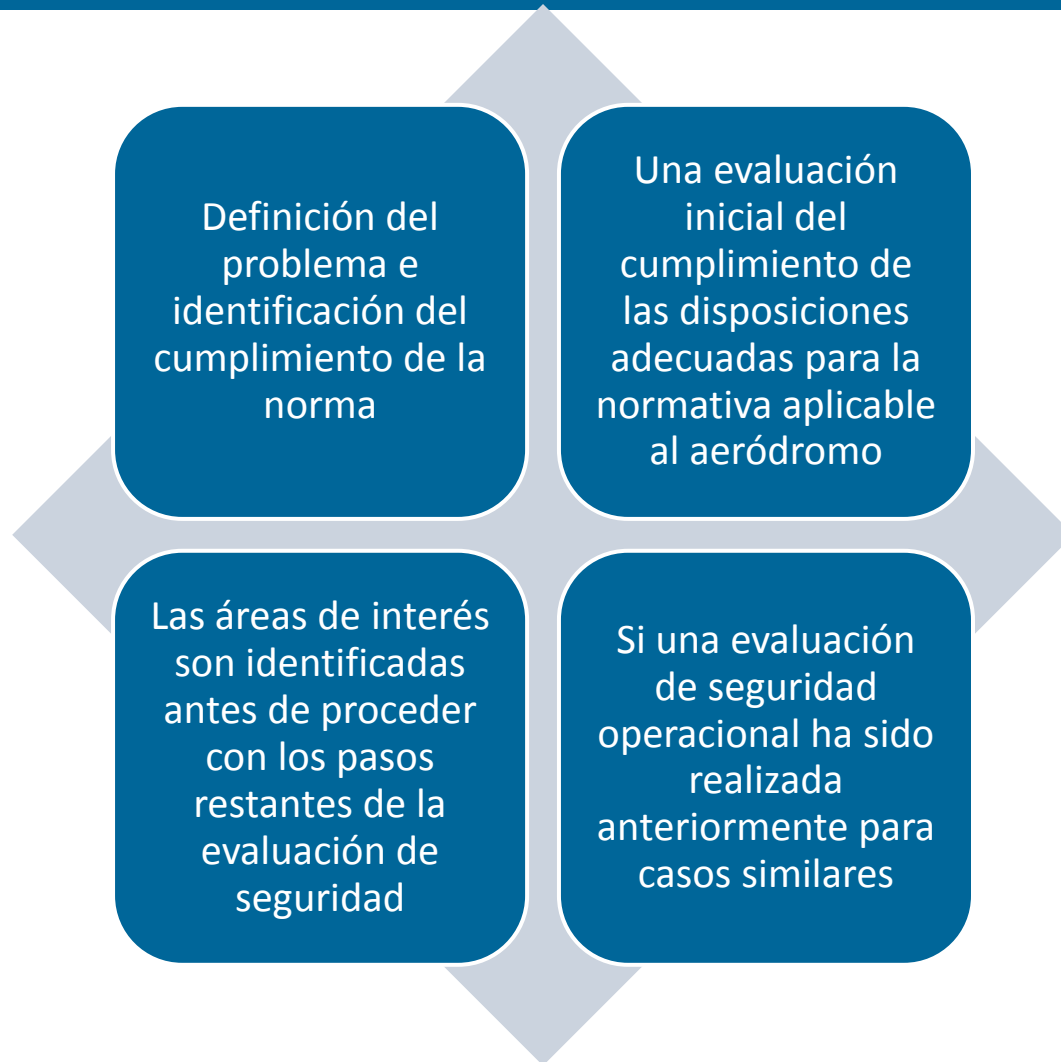 Definición del
problema e
identificación del
cumplimiento de la
norma
Una evaluación
inicial del
cumplimiento de
las disposiciones
adecuadas para la
normativa aplicable
al aeródromo
Las áreas de interés
son identificadas
antes de proceder
con los pasos
restantes de la
evaluación de
seguridad
Si una evaluación
de seguridad
operacional ha sido
realizada
anteriormente para
casos similares